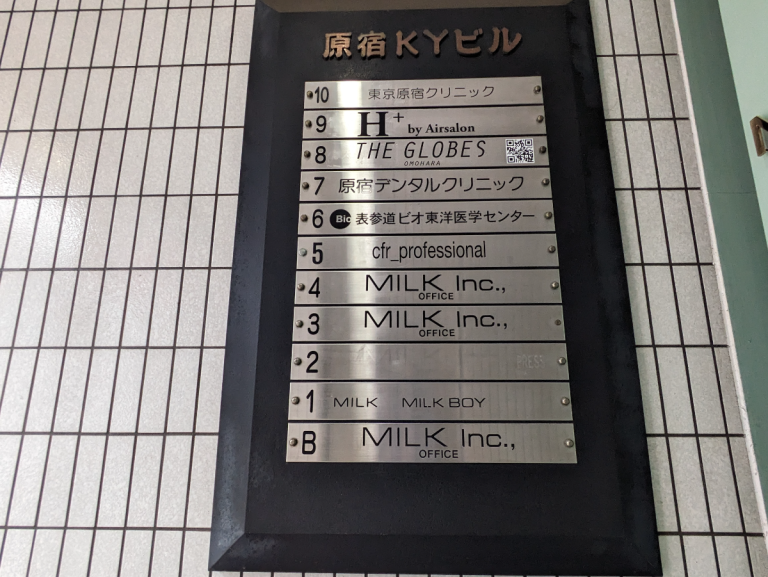 原宿KYビル
10 東京原宿クリニック
9 H+ by Airsalon
8 THE GLOBES
OMOHARA
7 原宿デンタルクリニック
6 Bio 表参道ビオ東洋医学センター
5 cfr_professional
4 MILK Inc.,
OFFICE
3 MILK Inc.,
OFFICE
2
1 MILK MILK BOY
B MILK Inc.,
OFFICE